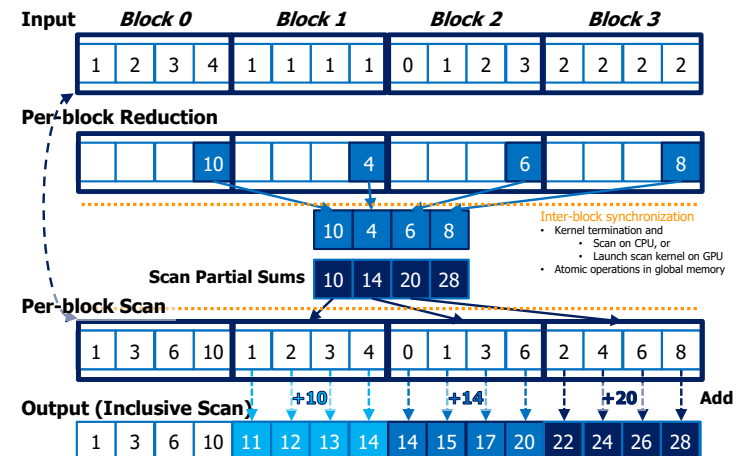 Input Block 0 Block 1 Block 2 Block 3
1 2 3 4 1 1 1 1 0 1 2 3 2 2 2 2
Per-block Reduction
10 4 6 8
Inter-block synchronization
10 4 6 8
• Kernel termination and
• Scan on CPU, or
• Launch scan kernel on GPU
• Atomic operations in global memory
Scan Partial Sums 10 14 20 28
Per-block Scan
1 3 6 10 1 2 3 4 0 1 3 6 2 4 6 8
+10 +14 +20 Add
Output (Inclusive Scan)
1 3 6 10 11 12 13 14 14 15 17 20 22 24 26 28